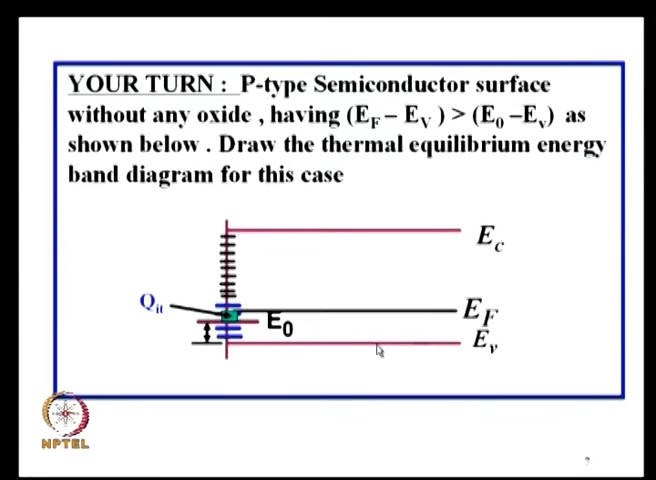 YOUR TURN : P-type Semiconductor surface
without any oxide , having (EF – EV ) > (E0 –Ev) as
shown below . Draw the thermal equilibrium energy
band diagram for this case
Ec
Qit
EF
E0
Ev
NPTEL
7